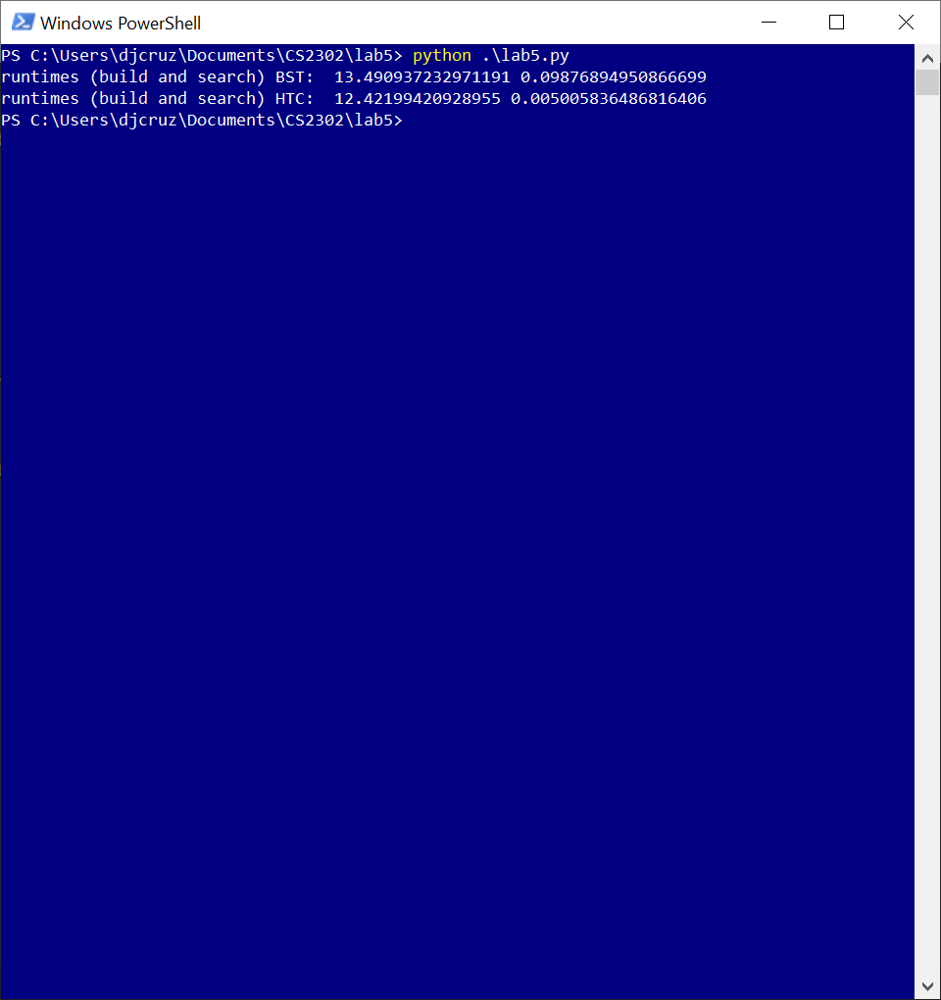 Windows PowerShell
PS C:\Users\djcruz\Documents\CS2302\lab5> python .\lab5.py
runtimes (build and search) BST:  13.490937232971191 0.09876894950866699
runtimes (build and search) HTC:  12.42199420928955 0.005005836486816406
PS C:\Users\djcruz\Documents\CS2302\lab5>